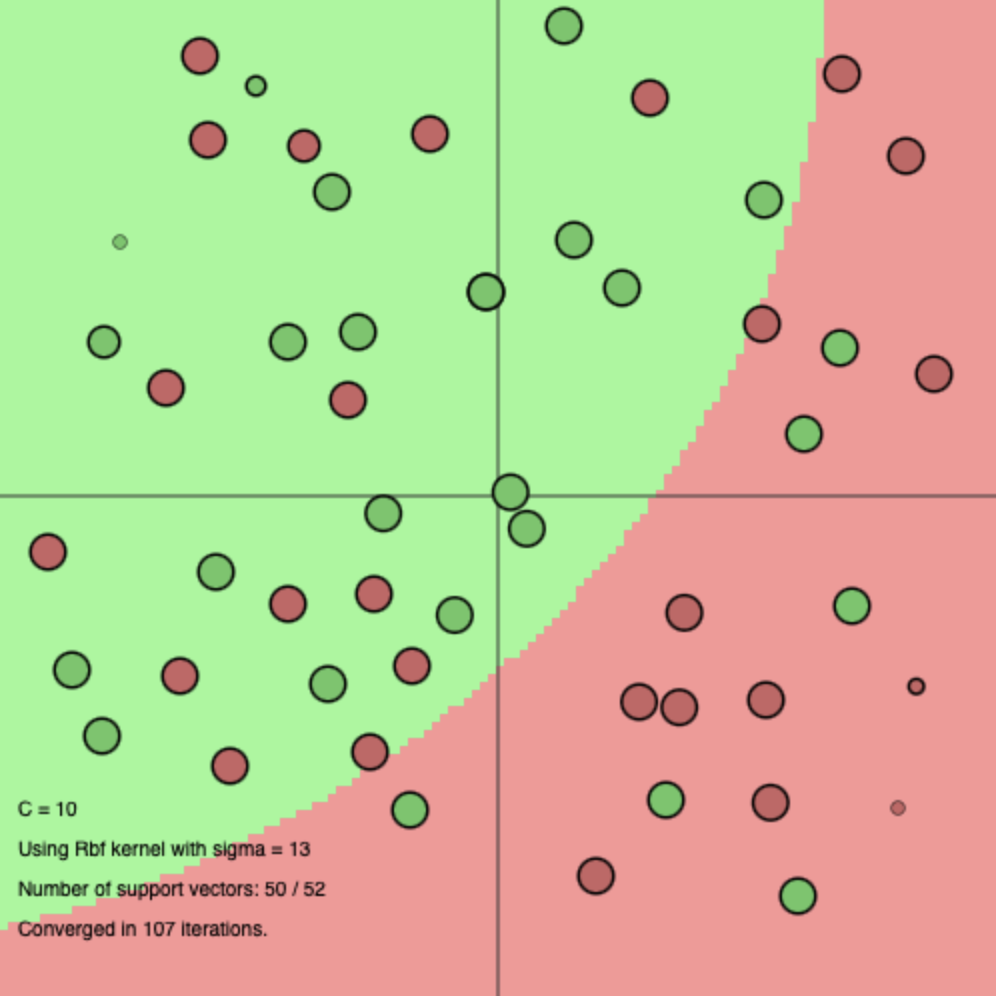 C = 10
Using Rbf kernel with sigma = 13
Number of support vectors: 50 / 52
Converged in 107 iterations.